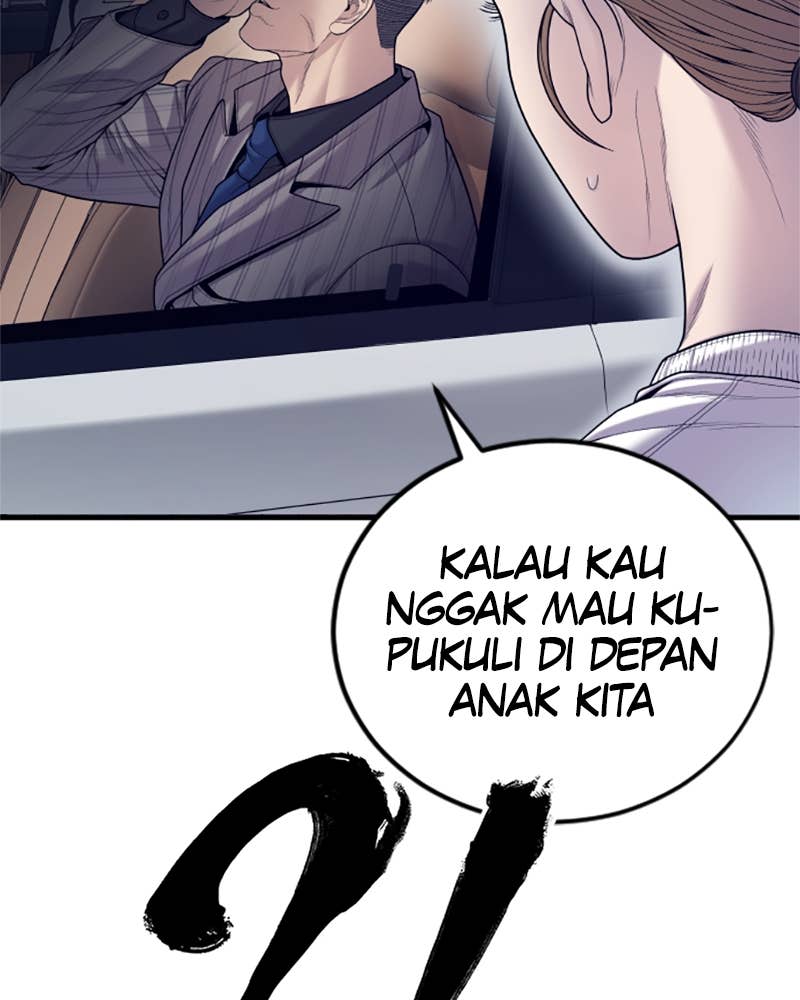 KALAU KAU
NGGAK MAU KU-
PUKULI DI DEPAN
ANAK KITA
?!